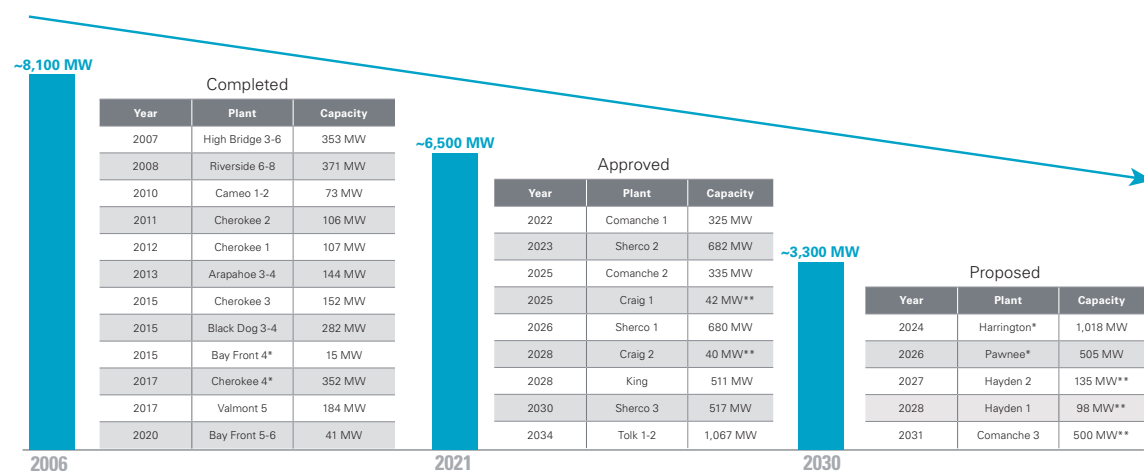 ~8,100 MW
Completed
Year Plant Capacity
2007 High Bridge 3-6 353 MW
2008 Riverside 6-8 371 MW
2010 Cameo 1-2 73 MW
2011 Cherokee 2 106 MW
2012 Cherokee 1 107 MW
2013 Arapahoe 3-4 144 MW
2015 Cherokee 3 152 MW
2015 Black Dog 3-4 282 MW
2015 Bay Front 4* 15 MW
2017 Cherokee 4* 352 MW
2017 Valmont 5 184 MW
2020 Bay Front 5-6 41 MW
2006
~6,500 MW
Approved
Year Plant Capacity
2022 Comanche 1 325 MW
2023 Sherco 2 682 MW
2025 Comanche 2 335 MW
2025 Craig 1 42 MW**
2026 Sherco 1 680 MW
2028 Craig 2 40 MW**
2028 King 511 MW
2030 Sherco 3 517 MW
2034 Tolk 1-2 1,067 MW
2021
~3,300 MW
Proposed
Year Plant Capacity
2024 Harrington* 1,018 MW
2026 Pawnee* 505 MW
2027 Hayden 2 135 MW**
2028 Hayden 1 98 MW**
2031 Comanche 3 500 MW**
2030